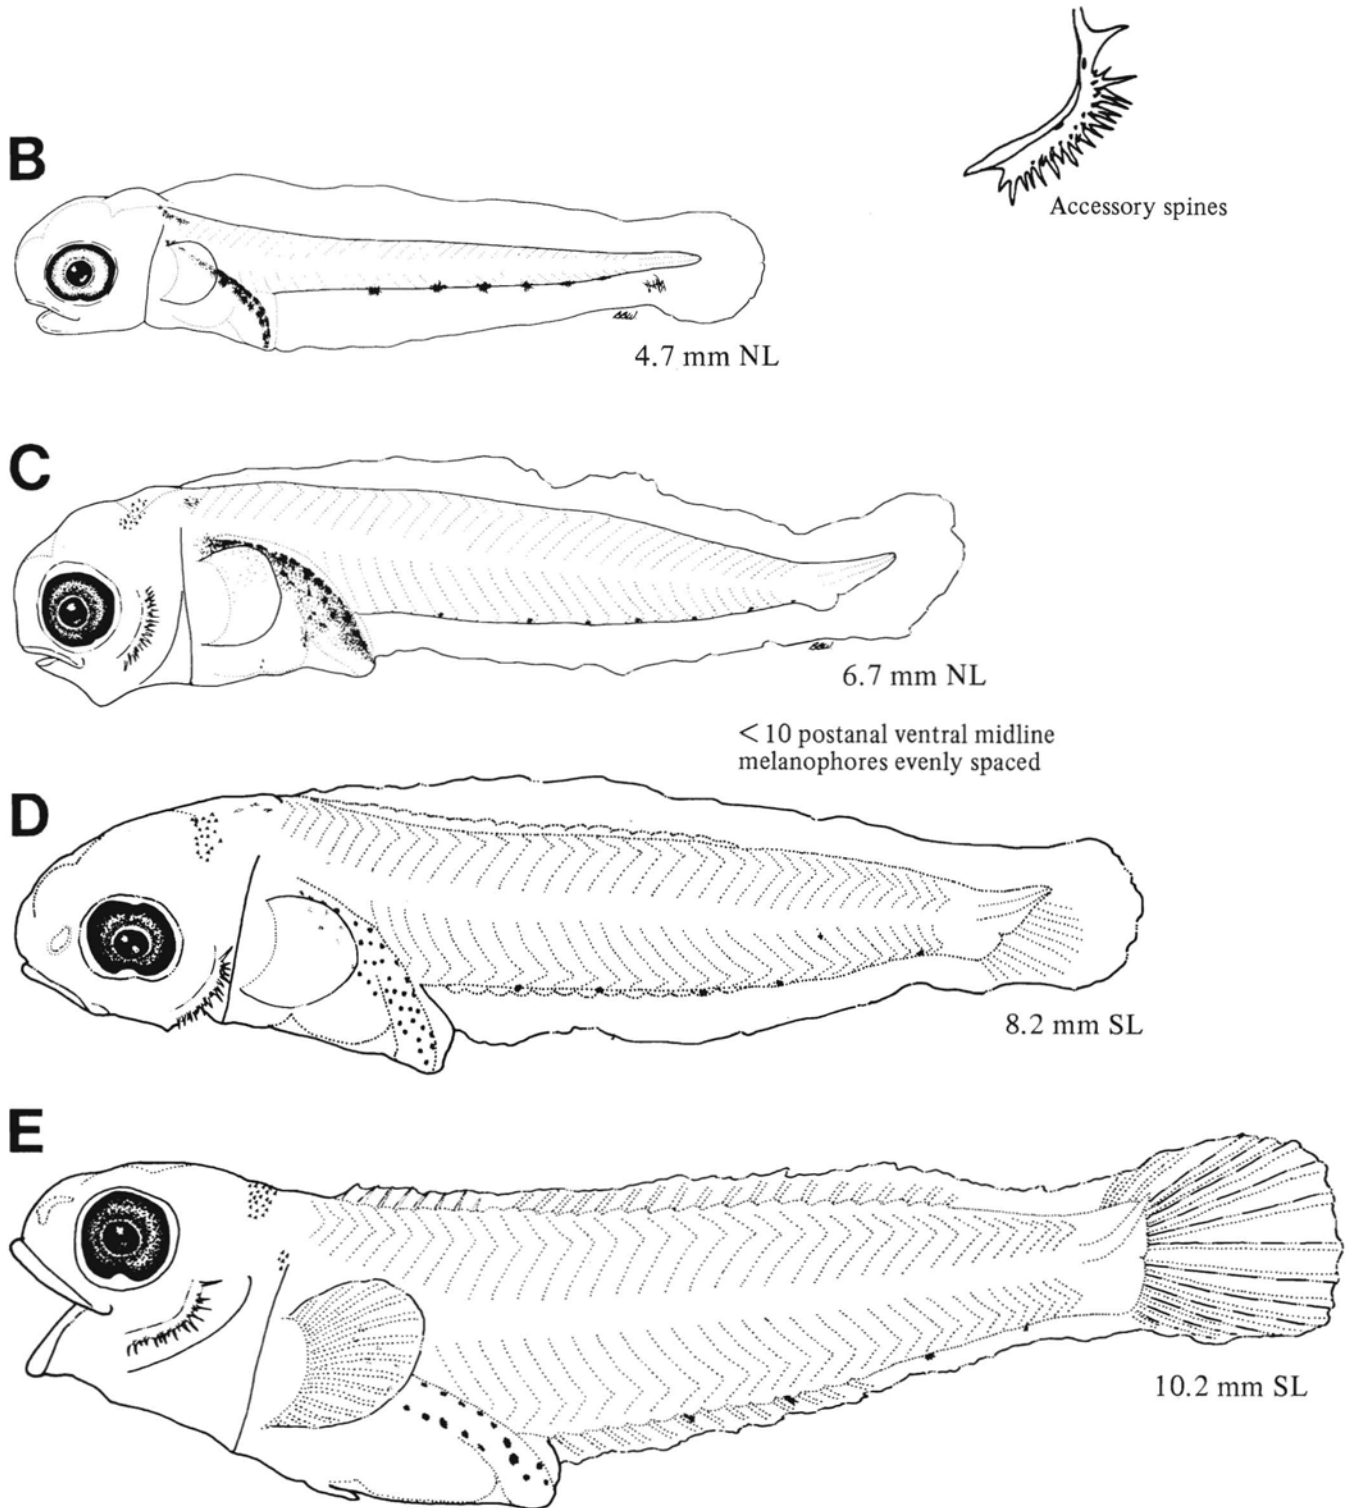 Accessory spines
B
4.7 mm NL
C
6.7 mm NL
< 10 postanal ventral midline
melanophores evenly spaced
D
8.2 mm SL
E
10.2 mm SL